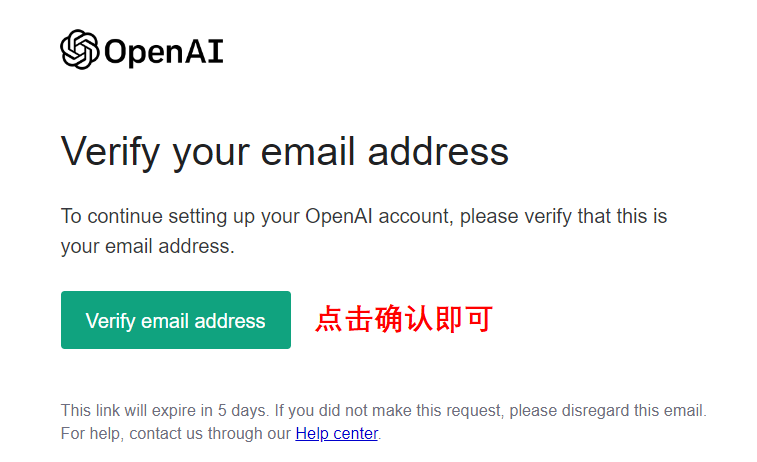 OpenAI
Verify your email address
To continue setting up your OpenAI account, please verify that this is
your email address.
Verify email address 点击确认即可
This link will expire in 5 days. If you did not make this request, please disregard this email.
For help, contact us through our Help center.